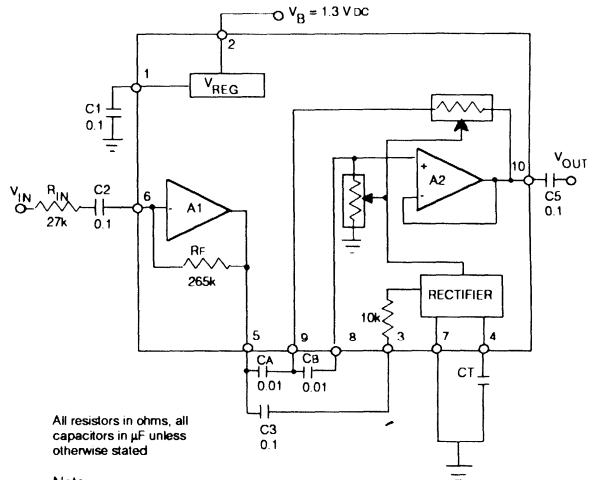 V_B = 1.3 V DC
2
1
V_REG
C1
0.1
V_IN
R_IN
27k
C2
0.1
6
-
A1
R_F
265k
+
-
A2
10
V_OUT
C5
0.1
RECTIFIER
10k
5
9
8
3
7
4
C_A
0.01
C_B
0.01
C3
0.1
CT
All resistors in ohms, all
capacitors in µF unless
otherwise stated